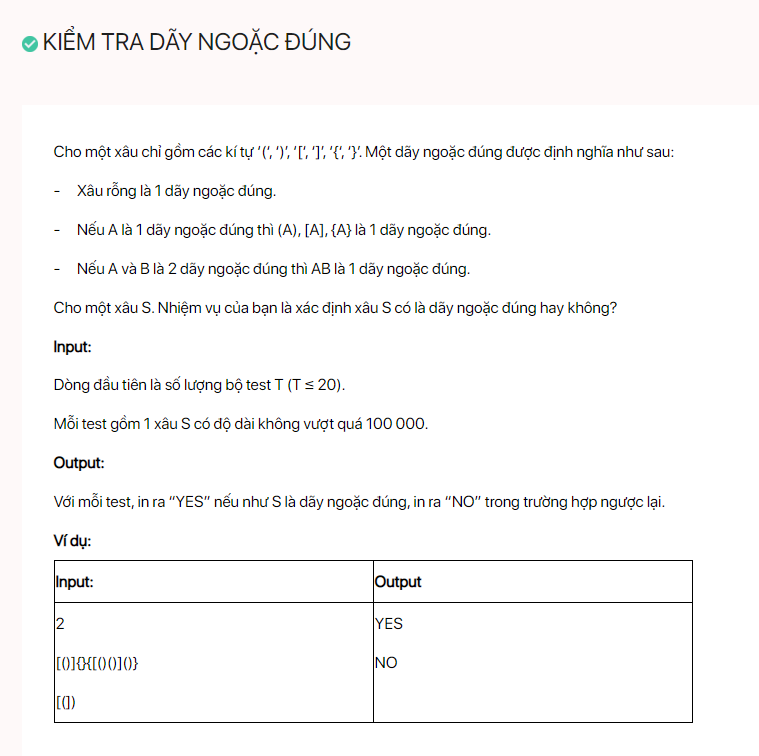 KIỂM TRA DÃY NGOẶC ĐÚNG
Cho một xâu chỉ gồm các kí tự ‘(‘, ‘)’, ‘[‘, ‘]’, ‘{‘, ‘}’. Một dãy ngoặc đúng được định nghĩa như sau:
- Xâu rỗng là 1 dãy ngoặc đúng.
- Nếu A là 1 dãy ngoặc đúng thì (A), [A], {A} là 1 dãy ngoặc đúng.
- Nếu A và B là 2 dãy ngoặc đúng thì AB là 1 dãy ngoặc đúng.
Cho một xâu S. Nhiệm vụ của bạn là xác định xâu S có là dãy ngoặc đúng hay không?
Input:
Dòng đầu tiên là số lượng bộ test T (T ≤ 20).
Mỗi test gồm 1 xâu S có độ dài không vượt quá 100 000.
Output:
Với mỗi test, in ra “YES” nếu như S là dãy ngoặc đúng, in ra “NO” trong trường hợp ngược lại.
Ví dụ:
Input: Output
2 YES
[()]{}{[()()]()} NO
[(])